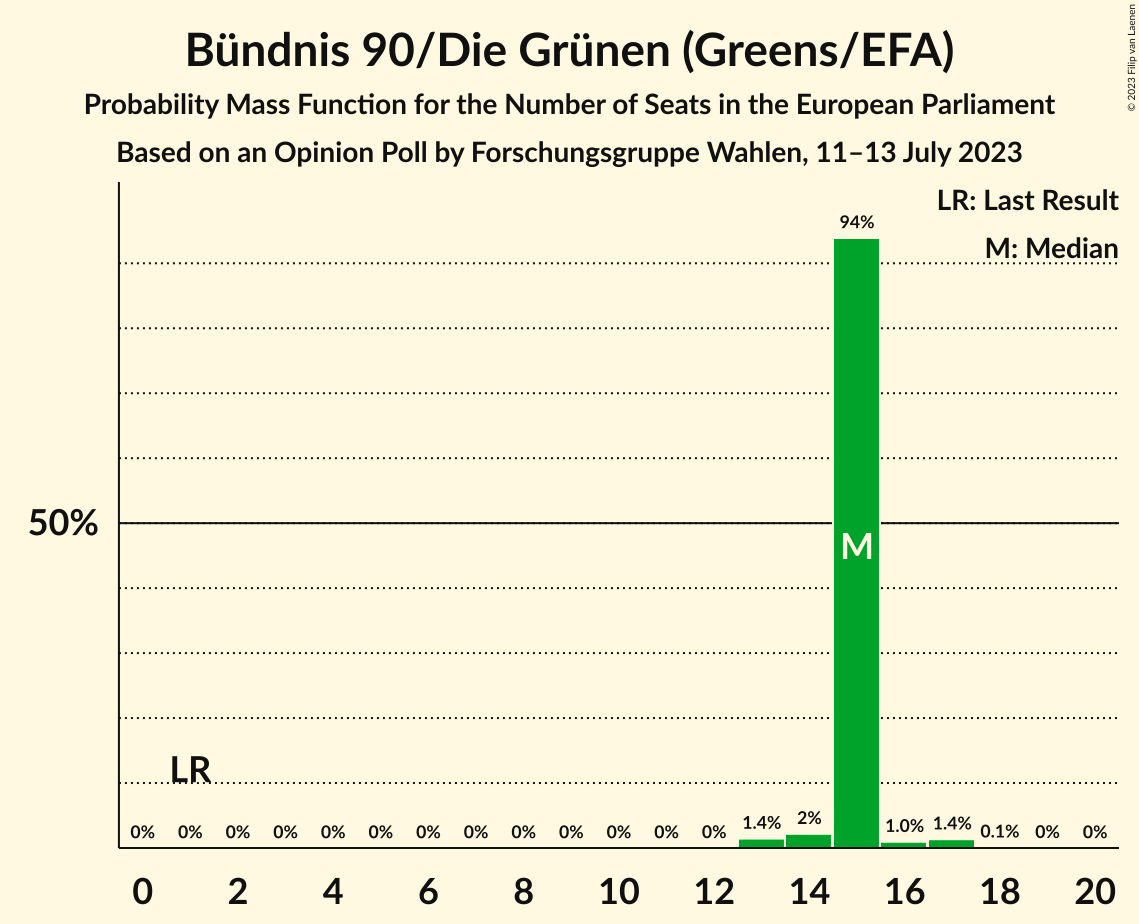 Bündnis 90/Die Grünen (Greens/EFA)
Probability Mass Function for the Number of Seats in the European Parliament
Based on an Opinion Poll by Forschungsgruppe Wahlen, 11–13 July 2023
© 2023 Filip van Laenen
LR: Last Result
M: Median
94%
50%
M
LR
0% 0% 0% 0% 0% 0% 0% 0% 0% 0% 0% 0% 0% 1.4% 2% 1.0% 1.4% 0.1% 0% 0%
0 2 4 6 8 10 12 14 16 18 20